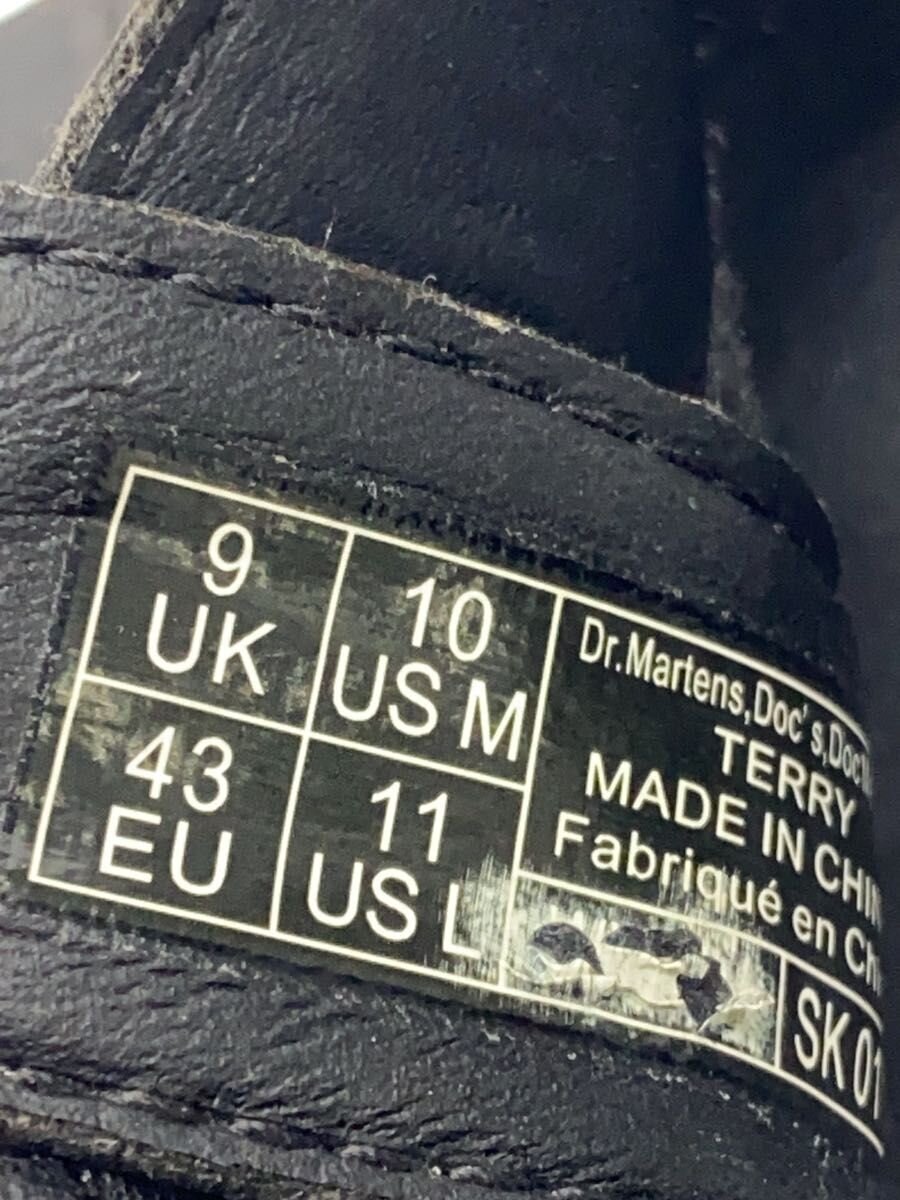 9
UK
10
US M
43
EU
11
US L
Dr.Martens,Doc's,Doc
TERRY
MADE IN CHIN
Fabriqué en Ch
SK 01